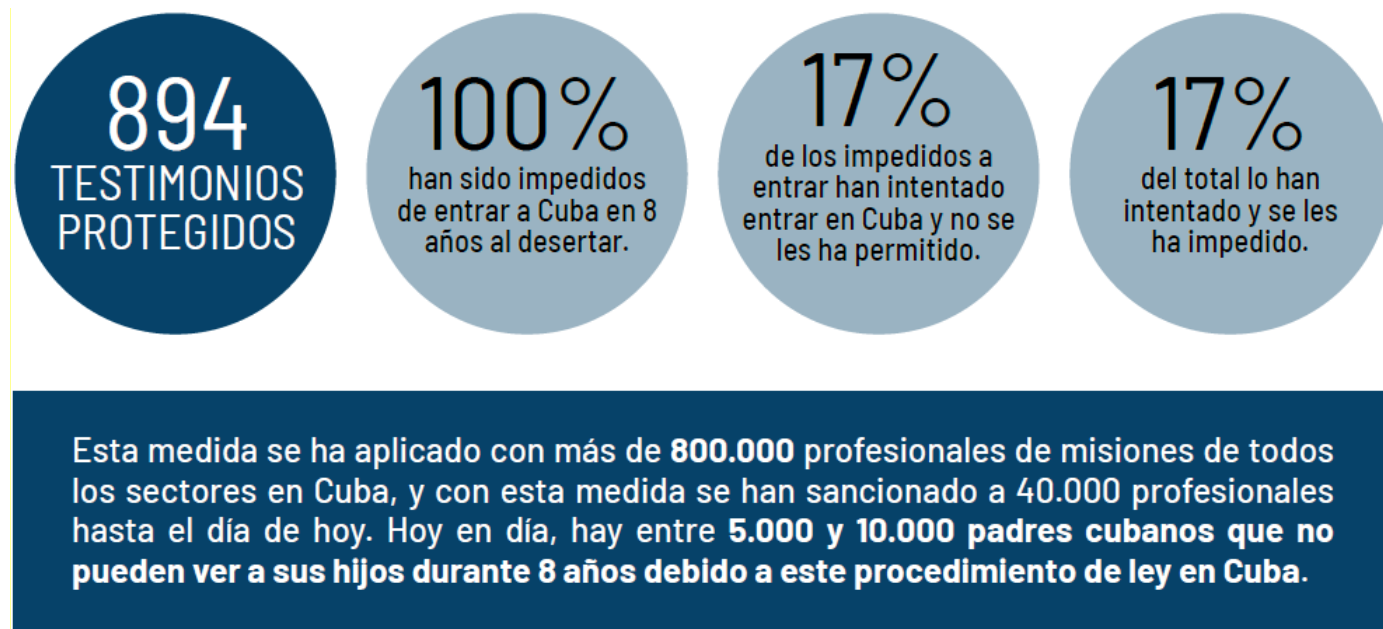 894
TESTIMONIOS
PROTEGIDOS
100%
han sido impedidos
de entrar a Cuba en 8
años al desertar.
17%
de los impedidos a
entrar han intentado
entrar en Cuba y no se
les ha permitido.
17%
del total lo han
intentado y se les
ha impedido.
Esta medida se ha aplicado con más de 800.000 profesionales de misiones de todos
los sectores en Cuba, y con esta medida se han sancionado a 40.000 profesionales
hasta el día de hoy. Hoy en día, hay entre 5.000 y 10.000 padres cubanos que no
pueden ver a sus hijos durante 8 años debido a este procedimiento de ley en Cuba.